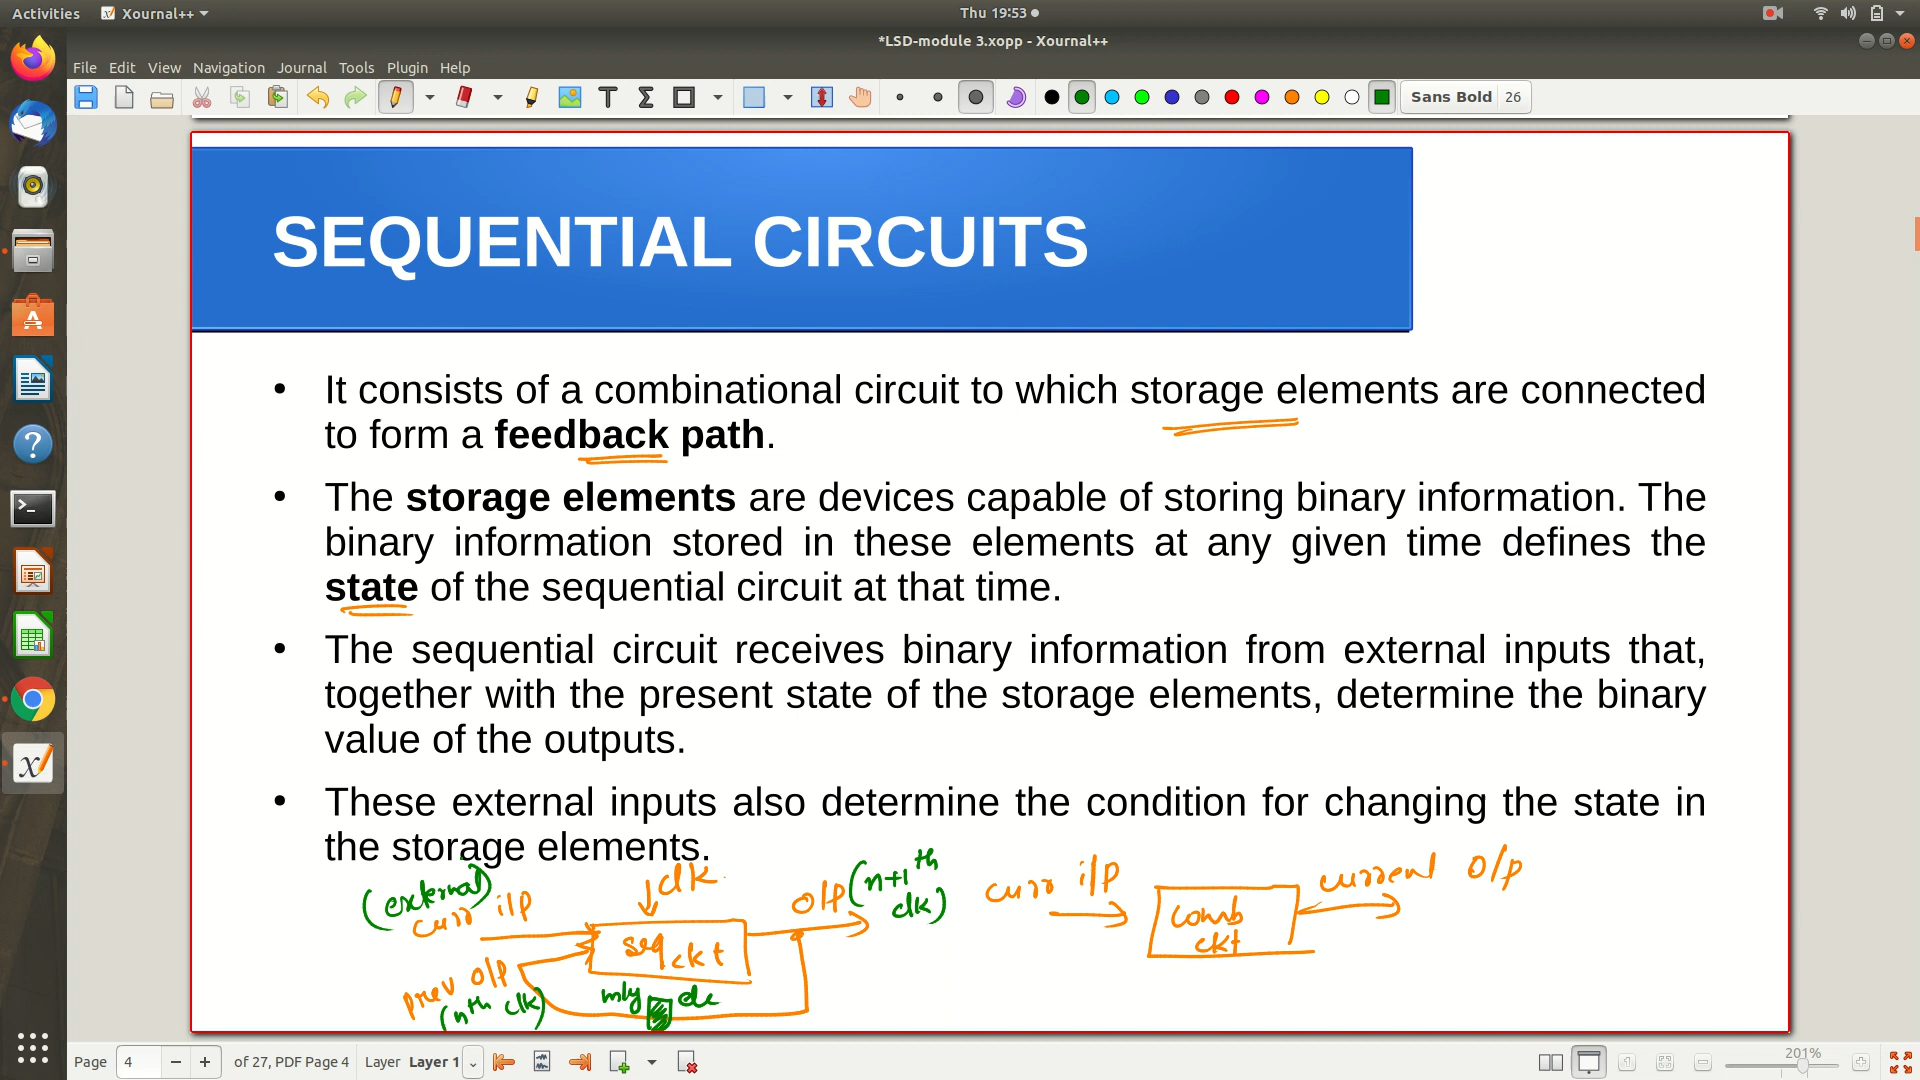 Activities Xournal++ Thu 19:53
*LSD-module 3.xopp - Xournal++
File Edit View Navigation Journal Tools Plugin Help
Sans Bold 26
SEQUENTIAL CIRCUITS
• It consists of a combinational circuit to which storage elements are connected
to form a feedback path.
• The storage elements are devices capable of storing binary information. The
binary information stored in these elements at any given time defines the
state of the sequential circuit at that time.
• The sequential circuit receives binary information from external inputs that,
together with the present state of the storage elements, determine the binary
value of the outputs.
• These external inputs also determine the condition for changing the state in
the storage elements.
(external)
curr i/p
clk
o/p
(n+1th
clk)
seq ckt
prev o/p
(nth clk)
curr i/p
comb
ckt
current o/p
Page 4 of 27, PDF Page 4 Layer Layer 1 201%